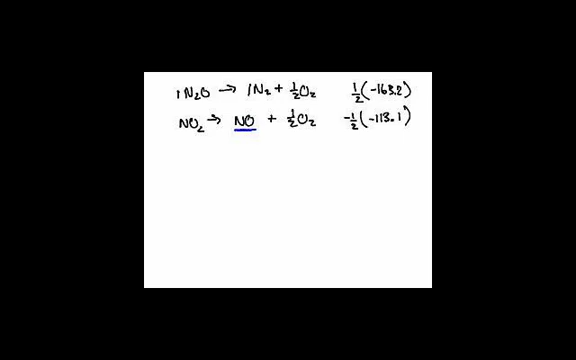 1N₂O → 1N₂ + ½O₂ ½(-163.2)
NO₂ → NO + ½O₂ -½(-113.1)